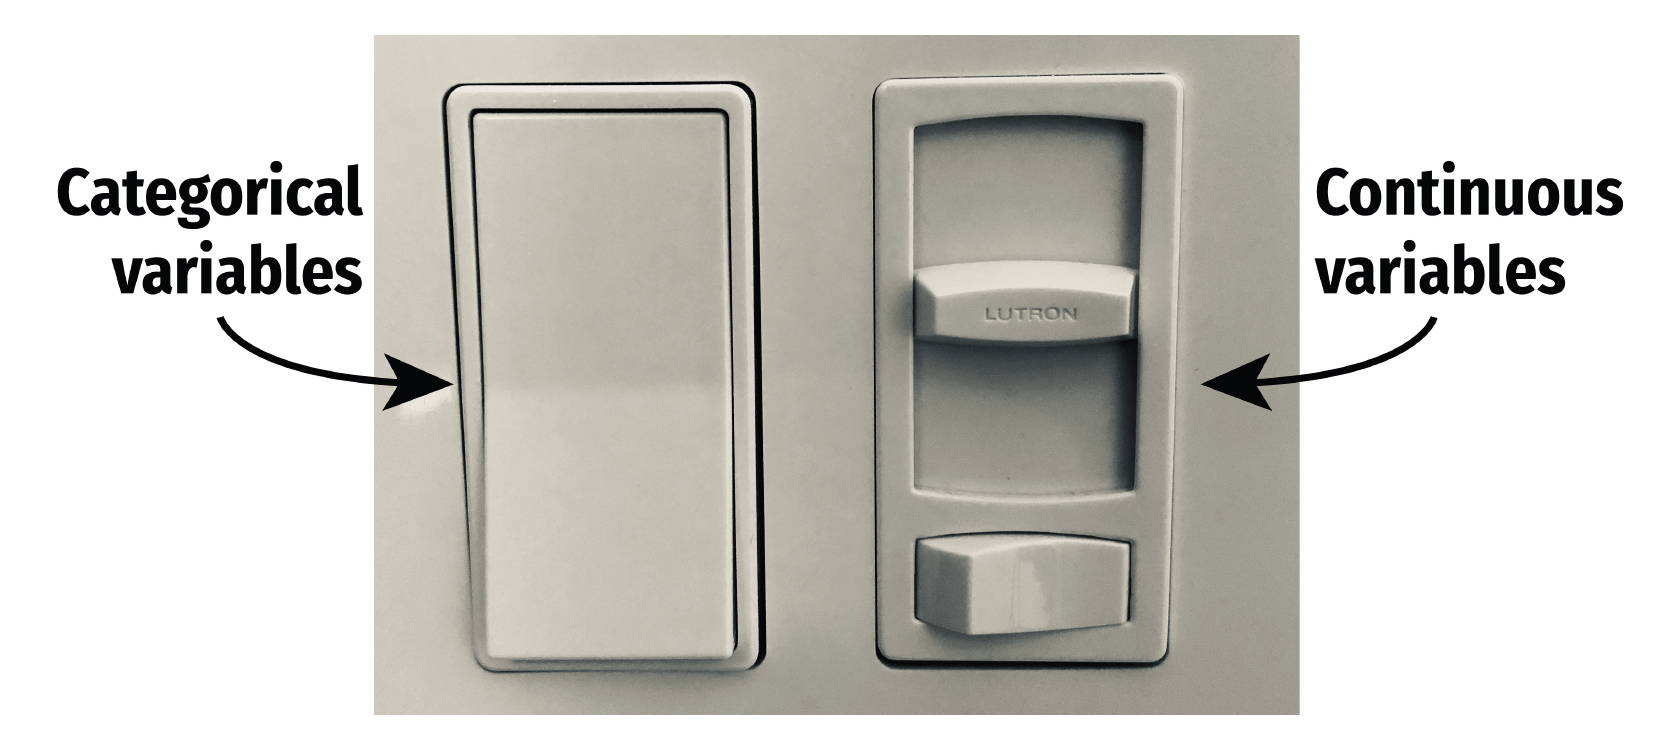 Categorical
variables
LUTRON
Continuous
variables